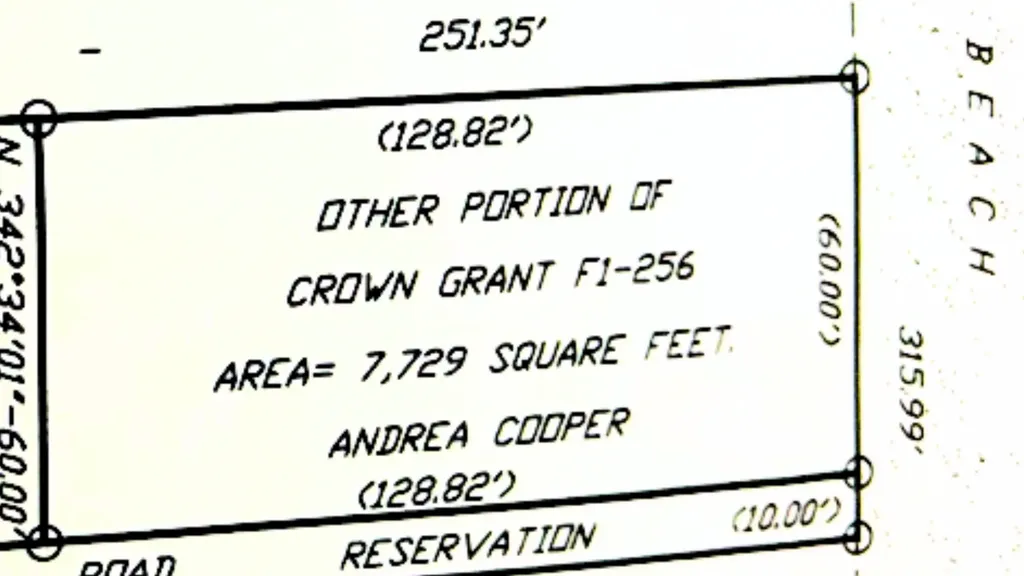 251.35'
(128.82')
OTHER PORTION OF
CROWN GRANT F1-256
AREA= 7,729 SQUARE FEET.
ANDREA COOPER
(128.82')
RESERVATION
(10.00')
ROAD
N 342°34'01"-60.00'
(60.00')
315.99'
BEACH